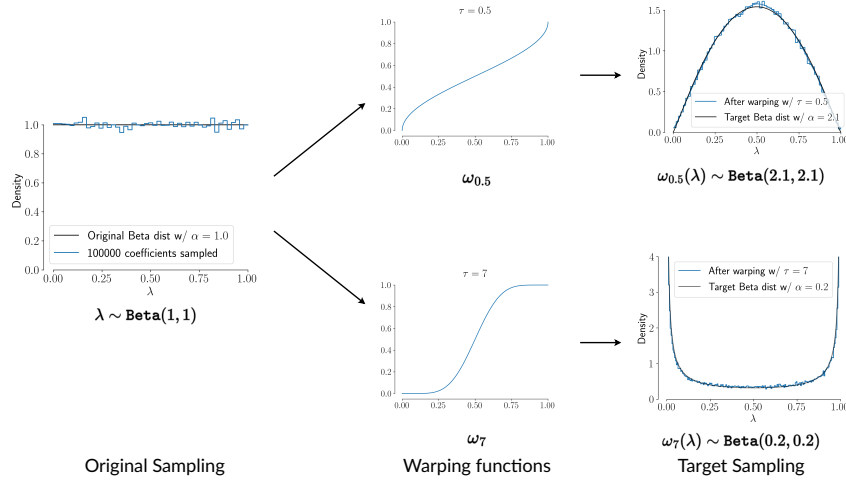 1.0
0.8
0.6
0.4
0.2
0.0
Density
Original Beta dist w/ α = 1.0
100000 coefficients sampled
0.00 0.25 0.50 0.75 1.00
λ
λ ∼ Beta(1, 1)
Original Sampling
τ = 0.5
1.0
0.8
0.6
0.4
0.2
0.0
0.00 0.25 0.50 0.75 1.00
ω0.5
τ = 7
1.0
0.8
0.6
0.4
0.2
0.0
0.00 0.25 0.50 0.75 1.00
ω7
Warping functions
1.5
1.0
0.5
0.0
Density
After warping w/ τ = 0.5
Target Beta dist w/ α = 2.1
0.00 0.25 0.50 0.75 1.00
λ
ω0.5(λ) ∼ Beta(2.1, 2.1)
4
3
2
1
0
Density
After warping w/ τ = 7
Target Beta dist w/ α = 0.2
0.00 0.25 0.50 0.75 1.00
λ
ω7(λ) ∼ Beta(0.2, 0.2)
Target Sampling